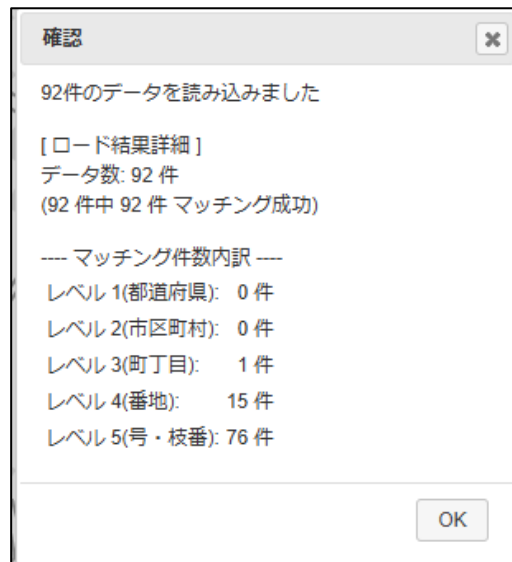 確認
92件のデータを読み込みました
[ ロード結果詳細 ]
データ数: 92 件
(92 件中 92 件 マッチング成功)
---- マッチング件数内訳 ----
レベル 1(都道府県): 0 件
レベル 2(市区町村): 0 件
レベル 3(町丁目): 1 件
レベル 4(番地): 15 件
レベル 5(号・枝番): 76 件
OK